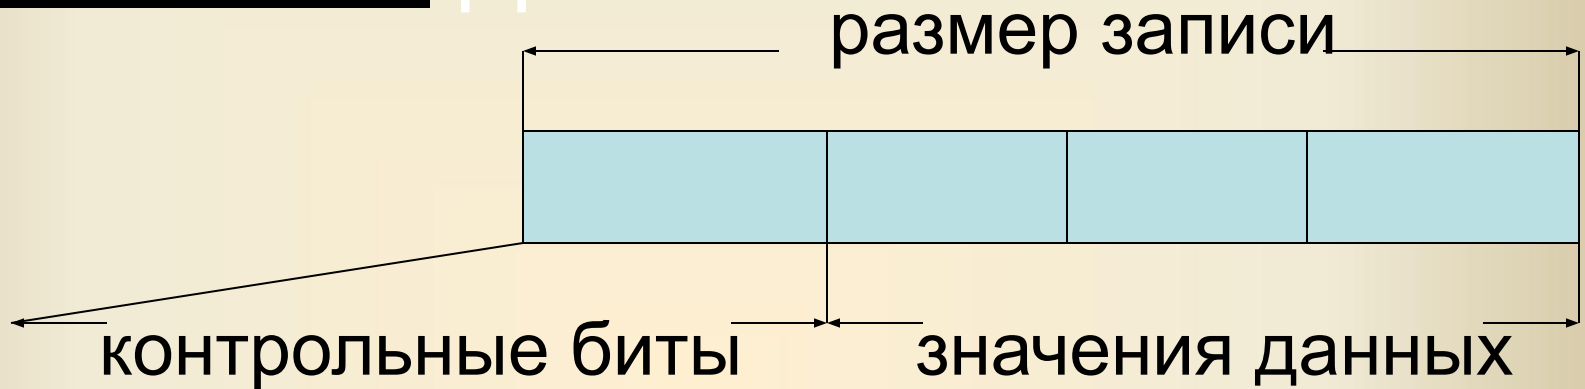 размер записи
контрольные биты
значения данных